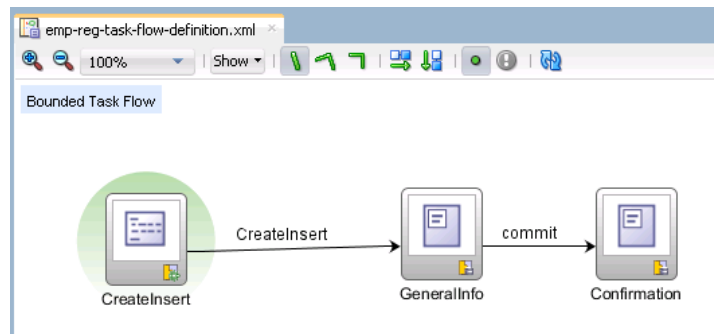 emp-reg-task-flow-definition.xml
100% Show
Bounded Task Flow
CreateInsert commit
CreateInsert GeneralInfo Confirmation